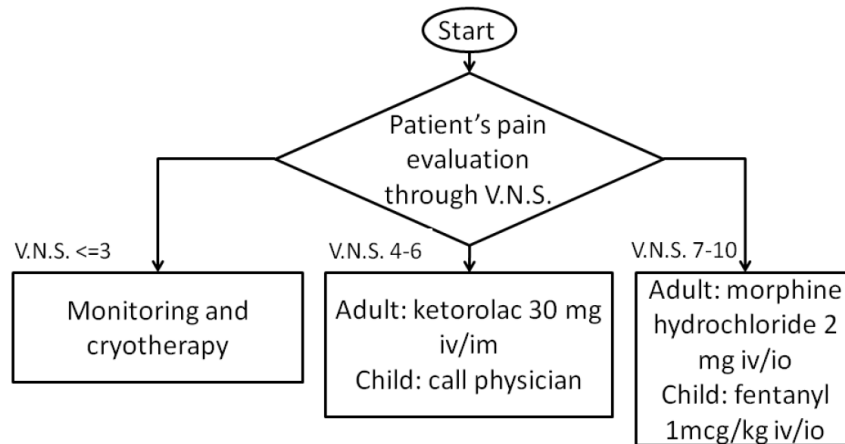 Start
Patient's pain
evaluation
through V.N.S.
V.N.S. <=3
V.N.S. 4-6
V.N.S. 7-10
Monitoring and
cryotherapy
Adult: ketorolac 30 mg
iv/im
Child: call physician
Adult: morphine
hydrochloride 2
mg iv/io
Child: fentanyl
1mcg/kg iv/io